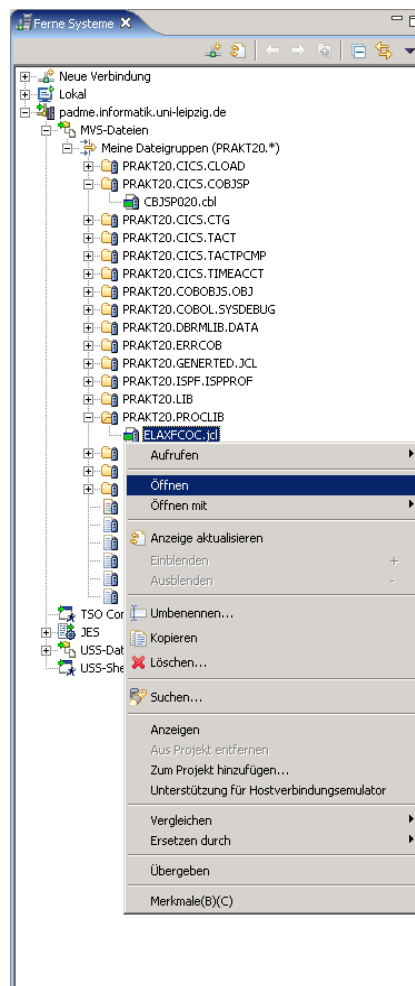 Ferne Systeme
Neue Verbindung
Lokal
padme.informatik.uni-leipzig.de
MVS-Dateien
Meine Dateigruppen (PRAKT20.*)
PRAKT20.CICS.CLOAD
PRAKT20.CICS.COBJSP
CBJSP020.cbl
PRAKT20.CICS.CTG
PRAKT20.CICS.TACT
PRAKT20.CICS.TACTPCMP
PRAKT20.CICS.TIMEACCT
PRAKT20.COBOBJS.OBJ
PRAKT20.COBOL.SYSDEBUG
PRAKT20.DBRMLIB.DATA
PRAKT20.ERRCOB
PRAKT20.GENERTED.JCL
PRAKT20.ISPF.ISPPROF
PRAKT20.LIB
PRAKT20.PROCLIB
ELAXFCOC.jcl
Aufrufen
Öffnen
Öffnen mit
Anzeige aktualisieren
Einblenden +
Ausblenden -
TSO Cor
Umbenennen...
JES
Kopieren
USS-Dat
Löschen...
USS-She
Suchen...
Anzeigen
Aus Projekt entfernen
Zum Projekt hinzufügen...
Unterstützung für Hostverbindungsemulator
Vergleichen
Ersetzen durch
Übergeben
Merkmale(B)(C)